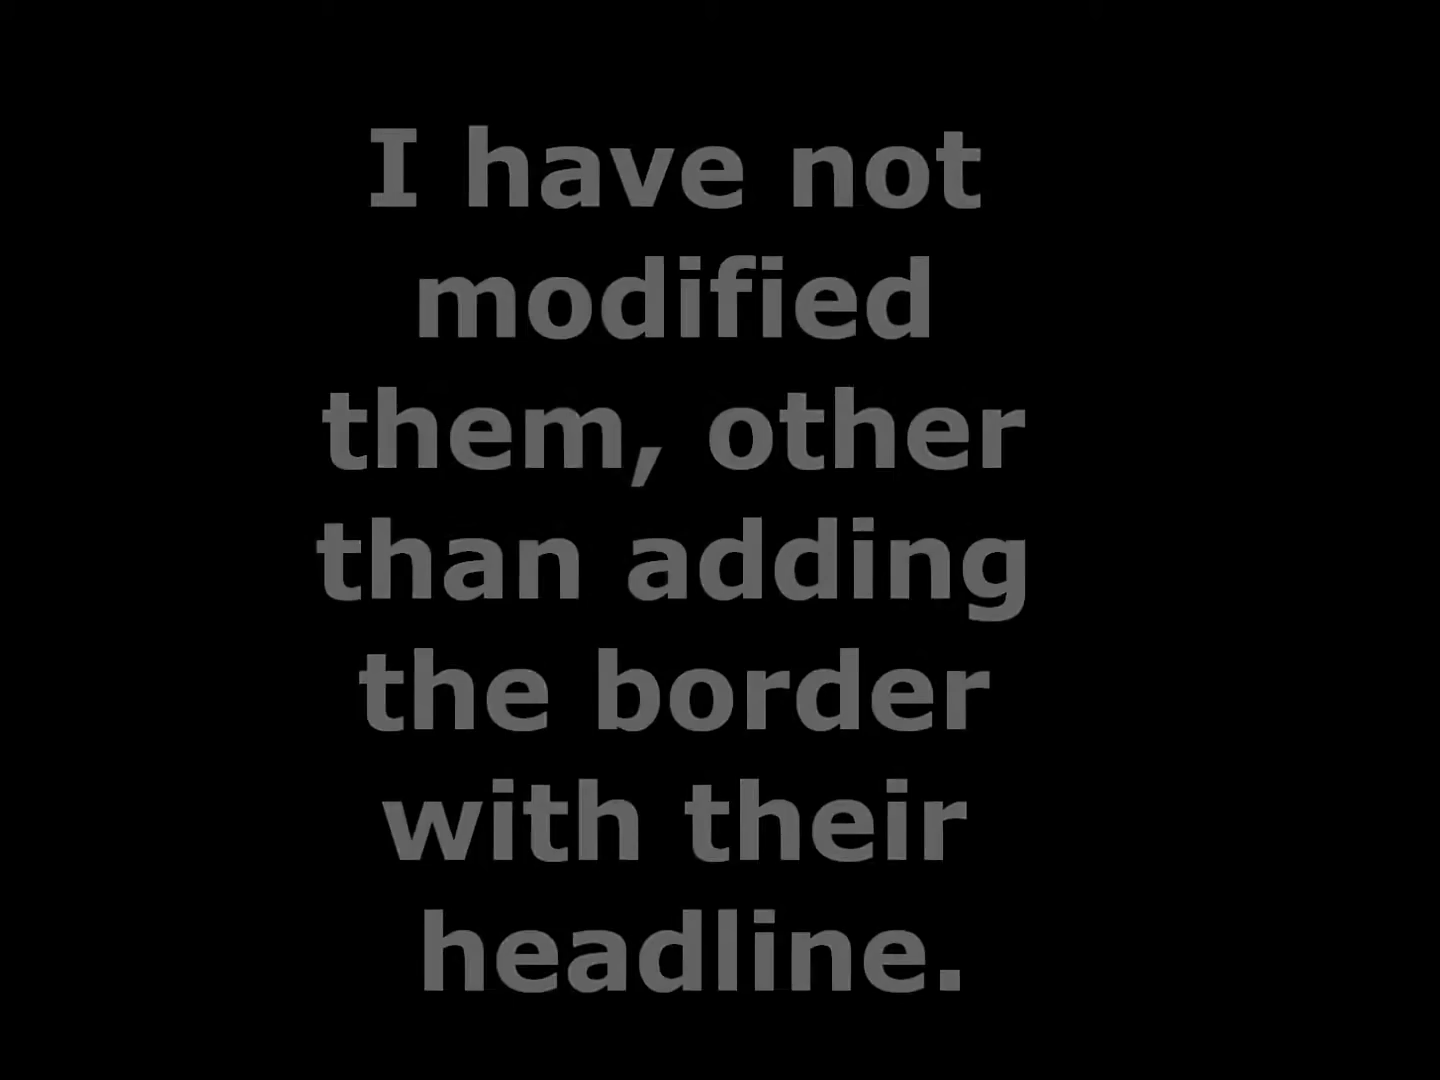 I have not
modified
them, other
than adding
the border
with their
headline.